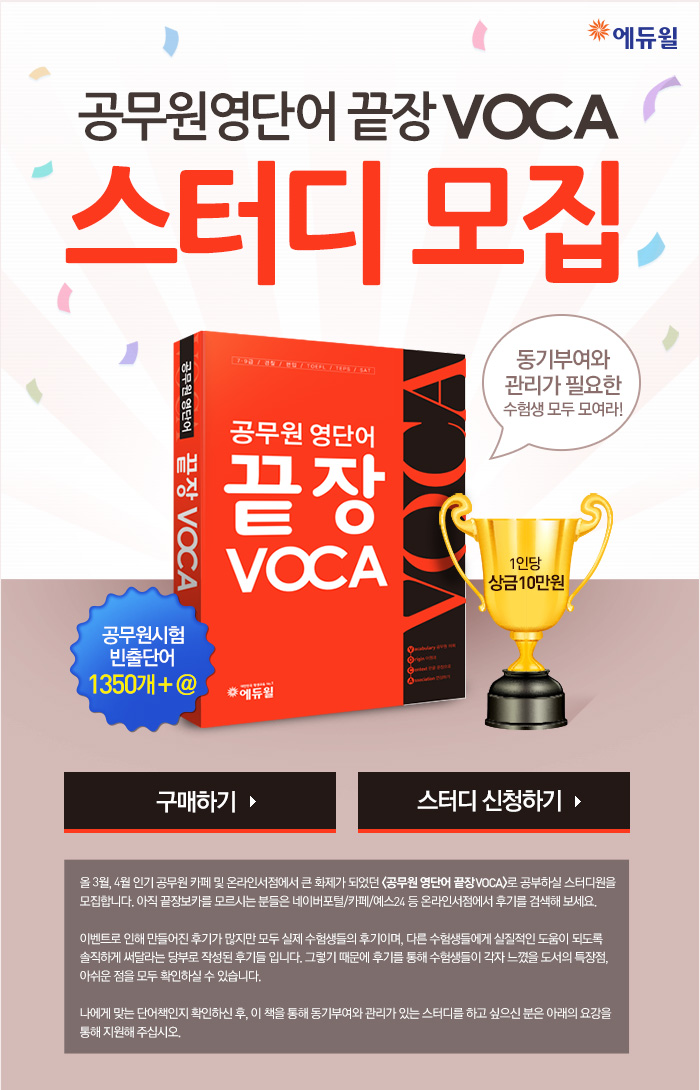 에듀윌
공무원영단어 끝장 VOCA
스터디 모집
동기부여와
관리가 필요한
수험생 모두 모여라!
7·9급 / 경찰 / 편입 / TOEFL / TEPS / SAT
공무원 영단어
끝장
VOCA
VOCA
공무원 영단어
끝장 VOCA
1인당
상금10만원
공무원시험
빈출단어
1350개+@
Vocabulary
Origin
Context
Association
에듀윌
구매하기
스터디 신청하기
올 3월, 4월 인기 공무원 카페 및 온라인서점에서 큰 화제가 되었던 <공무원 영단어 끝장VOCA>로 공부하실 스터디원을
모집합니다. 아직 끝장보카를 모르시는 분들은 네이버포털/카페/예스24 등 온라인서점에서 후기를 검색해 보세요.
이벤트로 인해 만들어진 후기가 많지만 모두 실제 수험생들의 후기이며, 다른 수험생들에게 실질적인 도움이 되도록
솔직하게 써달라는 당부로 작성된 후기들 입니다. 그렇기 때문에 후기를 통해 수험생들이 각자 느꼈을 도서의 특장점,
아쉬운 점을 모두 확인하실 수 있습니다.
나에게 맞는 단어책인지 확인하신 후, 이 책을 통해 동기부여와 관리가 있는 스터디를 하고 싶으신 분은 아래의 요강을
통해 지원해 주십시오.